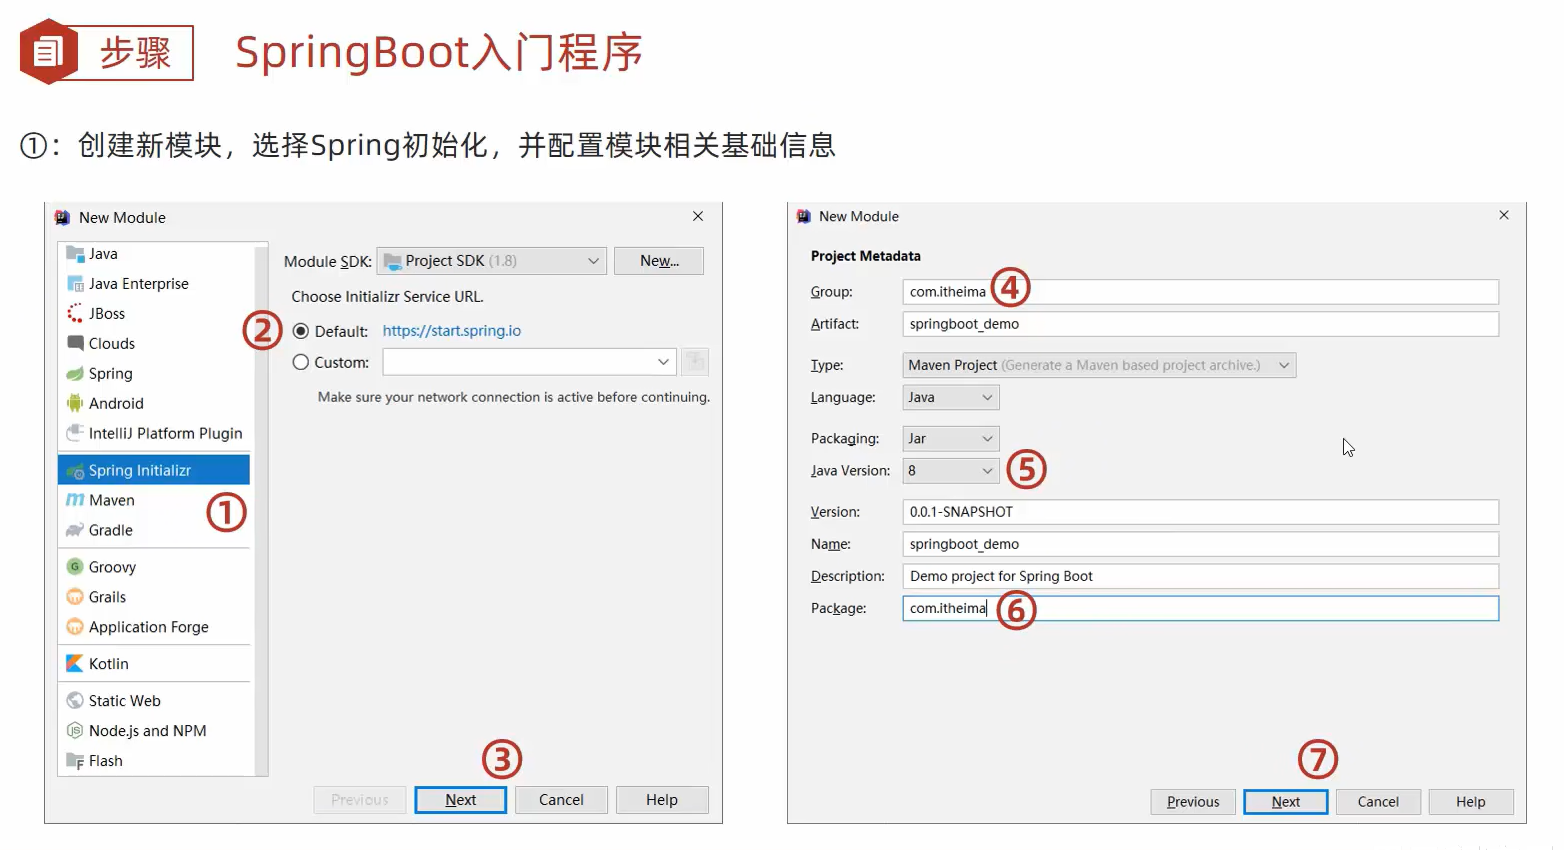 步骤
SpringBoot入门程序
①：创建新模块，选择Spring初始化，并配置模块相关基础信息
New Module
Java
Java Enterprise
JBoss
Clouds
Spring
Android
IntelliJ Platform Plugin
Spring Initializr
Maven
①
Gradle
Groovy
Grails
Application Forge
Kotlin
Static Web
Node.js and NPM
Flash
Module SDK: Project SDK (1.8) New...
Choose Initializr Service URL.
② Default: https://start.spring.io
Custom:
Make sure your network connection is active before continuing.
③
Previous Next Cancel Help
New Module
Project Metadata
Group: com.itheima ④
Artifact: springboot_demo
Type: Maven Project (Generate a Maven based project archive.)
Language: Java
Packaging: Jar
Java Version: 8 ⑤
Version: 0.0.1-SNAPSHOT
Name: springboot_demo
Description: Demo project for Spring Boot
Package: com.itheima ⑥
⑦
Previous Next Cancel Help